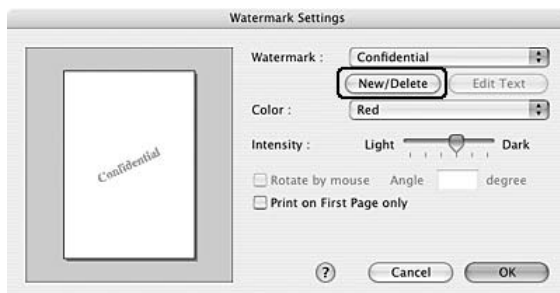 Watermark Settings
Watermark : Confidential
New/Delete Edit Text
Color : Red
Intensity : Light Dark
Confidential
Rotate by mouse Angle degree
Print on First Page only
? Cancel OK